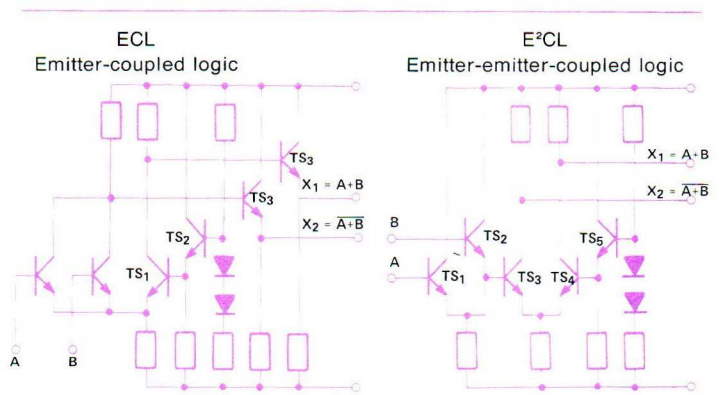 ECL
Emitter-coupled logic
TS₃
TS₃
X₁ = A+B
X₂ = A̅+̅B̅
TS₂
TS₁
A
B
E²CL
Emitter-emitter-coupled logic
X₁ = A+B
X₂ = A̅+̅B̅
B
A
TS₂
TS₅
TS₁
TS₃
TS₄